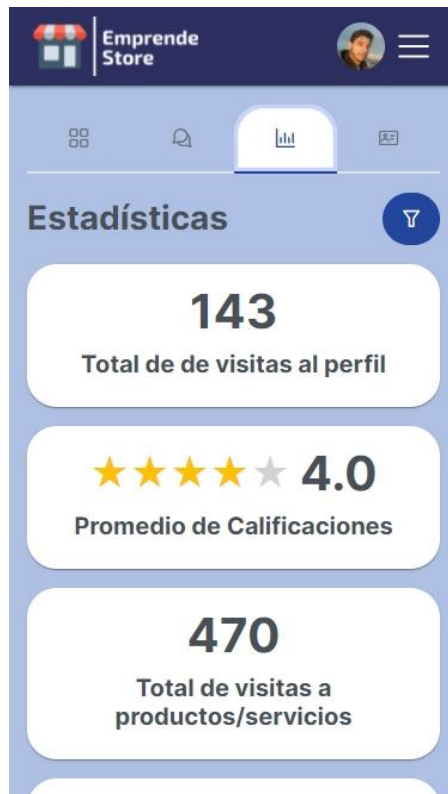 Emprende
Store
Estadísticas
143
Total de de visitas al perfil
4.0
Promedio de Calificaciones
470
Total de visitas a
productos/servicios